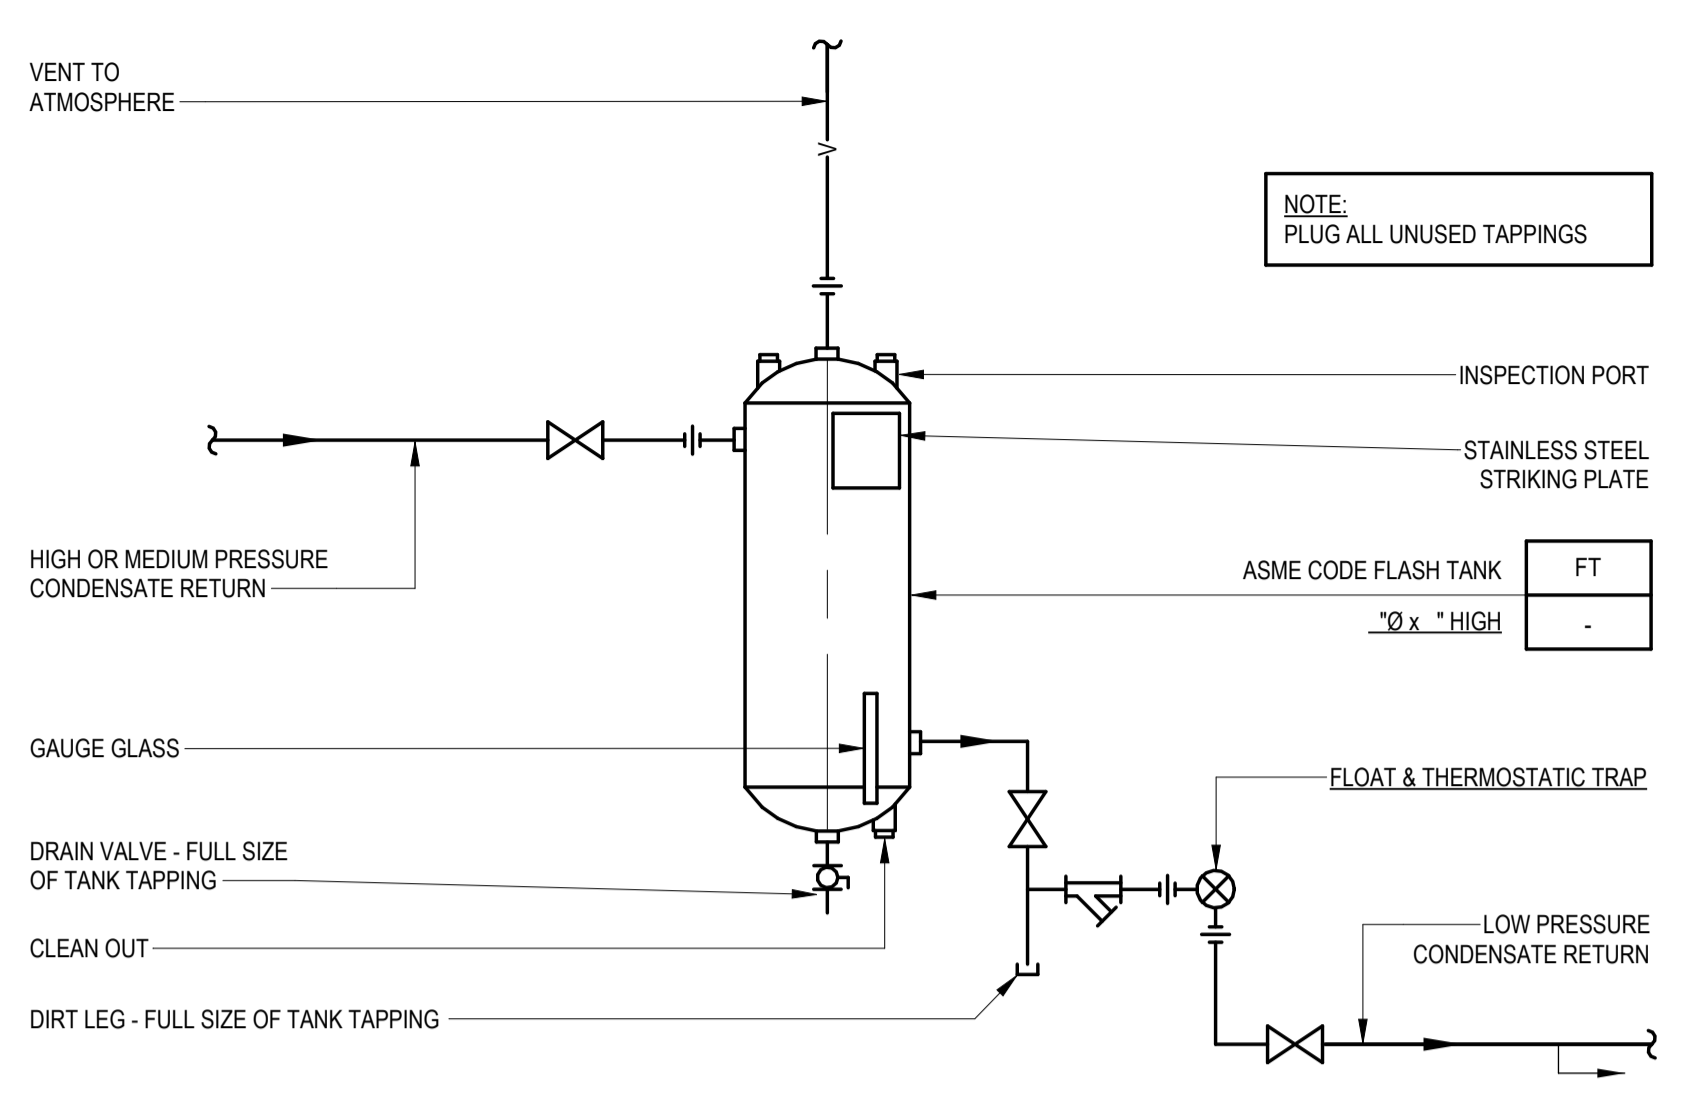 VENT TO
ATMOSPHERE
V
NOTE:
PLUG ALL UNUSED TAPPINGS
INSPECTION PORT
STAINLESS STEEL
STRIKING PLATE
HIGH OR MEDIUM PRESSURE
CONDENSATE RETURN
ASME CODE FLASH TANK
"Ø x " HIGH
FT
-
GAUGE GLASS
FLOAT & THERMOSTATIC TRAP
DRAIN VALVE - FULL SIZE
OF TANK TAPPING
CLEAN OUT
LOW PRESSURE
CONDENSATE RETURN
DIRT LEG - FULL SIZE OF TANK TAPPING